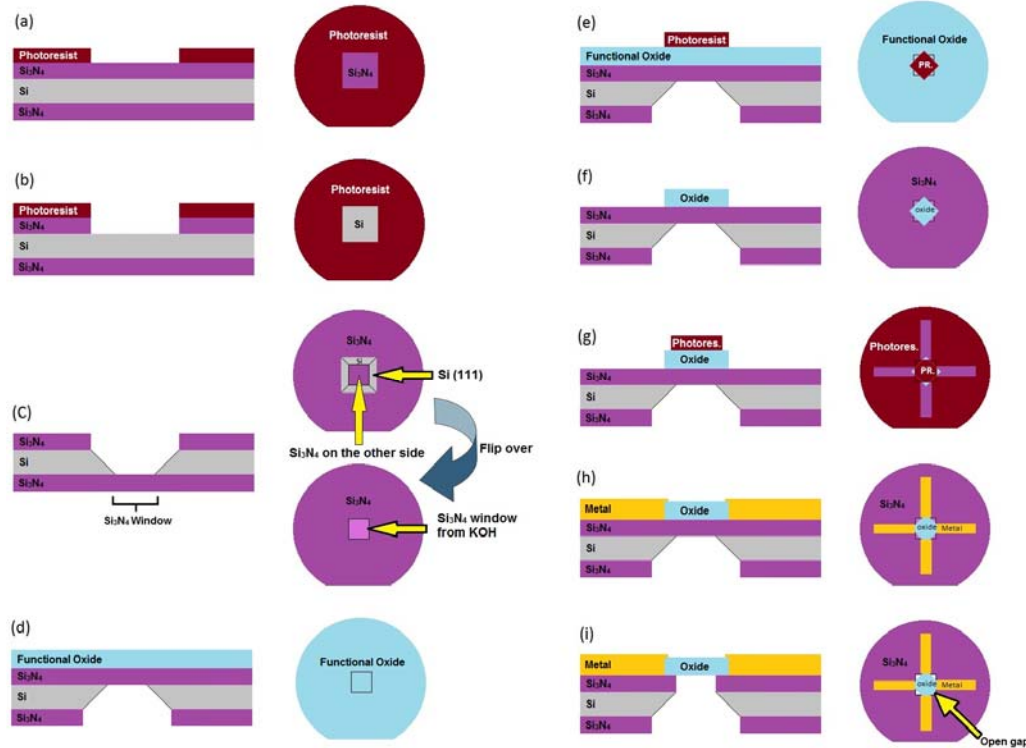 (a)
Photoresist
Si₃N₄
Si
Si₃N₄
Photoresist
Si₃N₄
(b)
Photoresist
Si₃N₄
Si
Si₃N₄
Photoresist
Si
(C)
Si₃N₄
Si
Si₃N₄
Si₃N₄ Window
Si₃N₄
Si
Si (111)
Si₃N₄ on the other side
Flip over
Si₃N₄
Si₃N₄ window
from KOH
(d)
Functional Oxide
Si₃N₄
Si
Si₃N₄
Functional Oxide
(e)
Photoresist
Functional Oxide
Si₃N₄
Si
Si₃N₄
Functional Oxide
PR.
(f)
Oxide
Si₃N₄
Si
Si₃N₄
Si₃N₄
oxide
(g)
Photores.
Oxide
Si₃N₄
Si
Si₃N₄
Photores.
PR.
(h)
Metal
Oxide
Si₃N₄
Si
Si₃N₄
Si₃N₄
oxide
Metal
(i)
Metal
Oxide
Si₃N₄
Si
Si₃N₄
Si₃N₄
oxide
Metal
Open gap